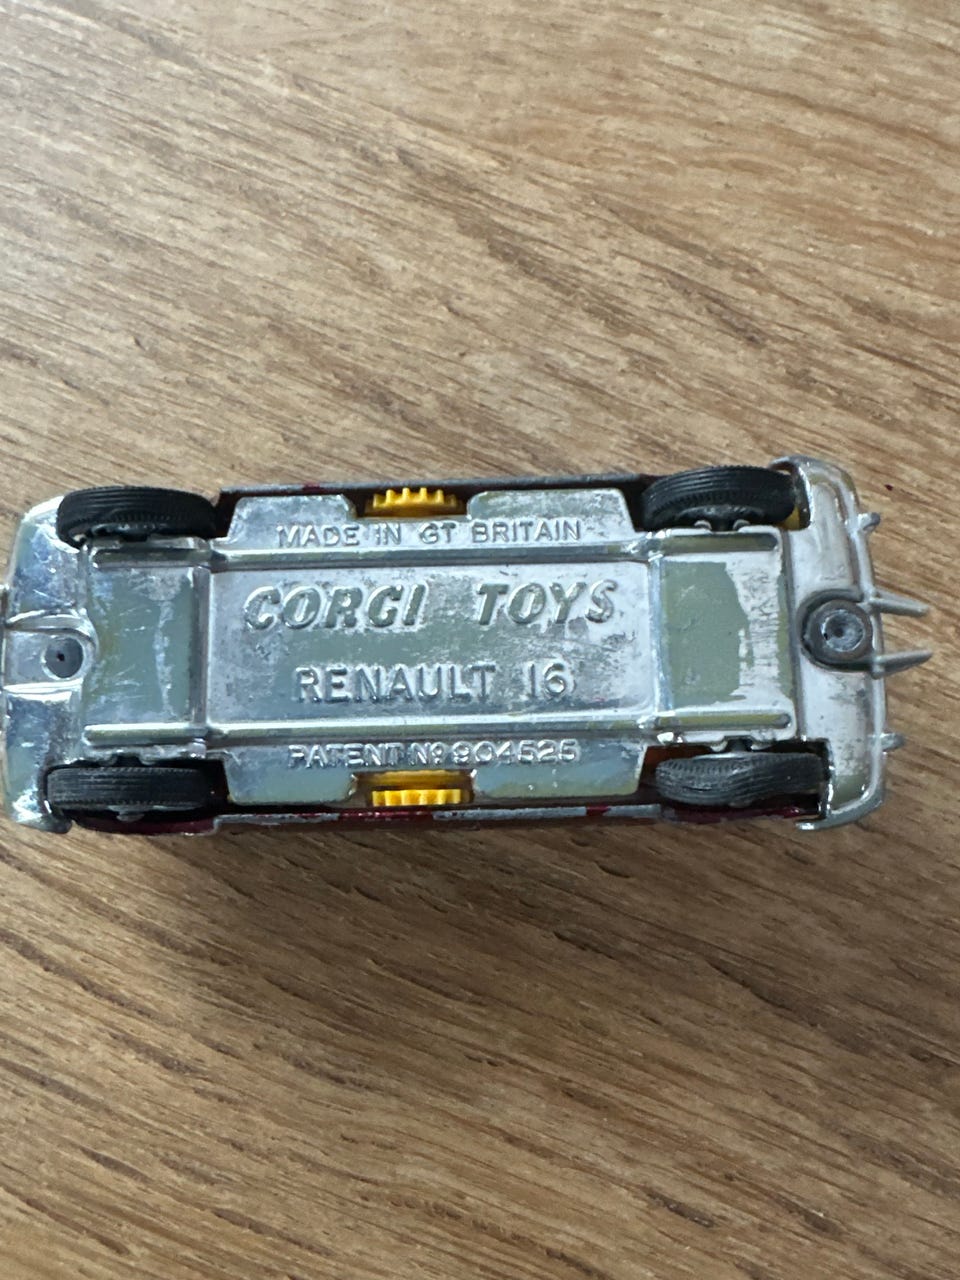 MADE IN GT BRITAIN
CORGI TOYS
RENAULT 16
PATENT Nº 904525